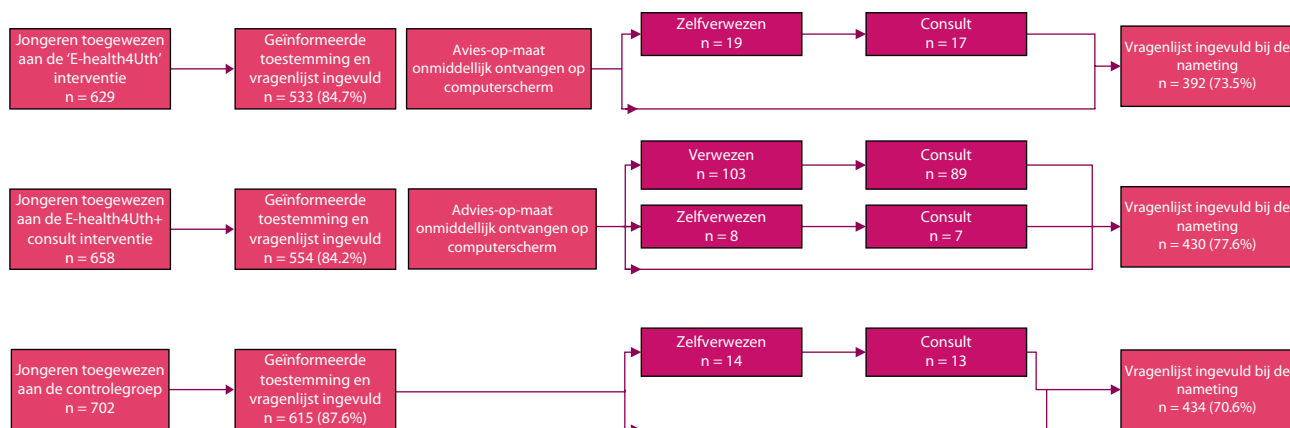 Jongeren toegewezen
aan de 'E-health4Uth'
interventie
n = 629
Geïnformeerde
toestemming en
vragenlijst ingevuld
n = 533 (84.7%)
Avies-op-maat
onmiddellijk ontvangen op
computerscherm
Zelfverwezen
n = 19
Consult
n = 17
Vragenlijst ingevuld bij de
nameting
n = 392 (73.5%)
Jongeren toegewezen
aan de E-health4Uth+
consult interventie
n = 658
Geïnformeerde
toestemming en
vragenlijst ingevuld
n = 554 (84.2%)
Advies-op-maat
onmiddellijk ontvangen op
computerscherm
Verwezen
n = 103
Consult
n = 89
Zelfverwezen
n = 8
Consult
n = 7
Vragenlijst ingevuld bij de
nameting
n = 430 (77.6%)
Jongeren toegewezen
aan de controlegroep
n = 702
Geïnformeerde
toestemming en
vragenlijst ingevuld
n = 615 (87.6%)
Zelfverwezen
n = 14
Consult
n = 13
Vragenlijst ingevuld bij de
nameting
n = 434 (70.6%)